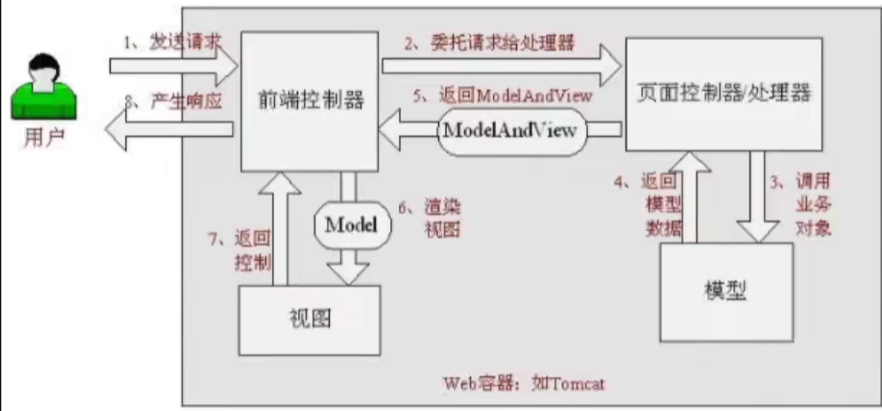 1、发送请求
2、委托请求给处理器
前端控制器
页面控制器/处理器
5、返回ModelAndView
ModelAndView
8、产生响应
用户
4、返回
模型
数据
3、调用
业务
对象
6、渲染
视图
Model
7、返回
控制
视图
模型
Web容器：如Tomcat